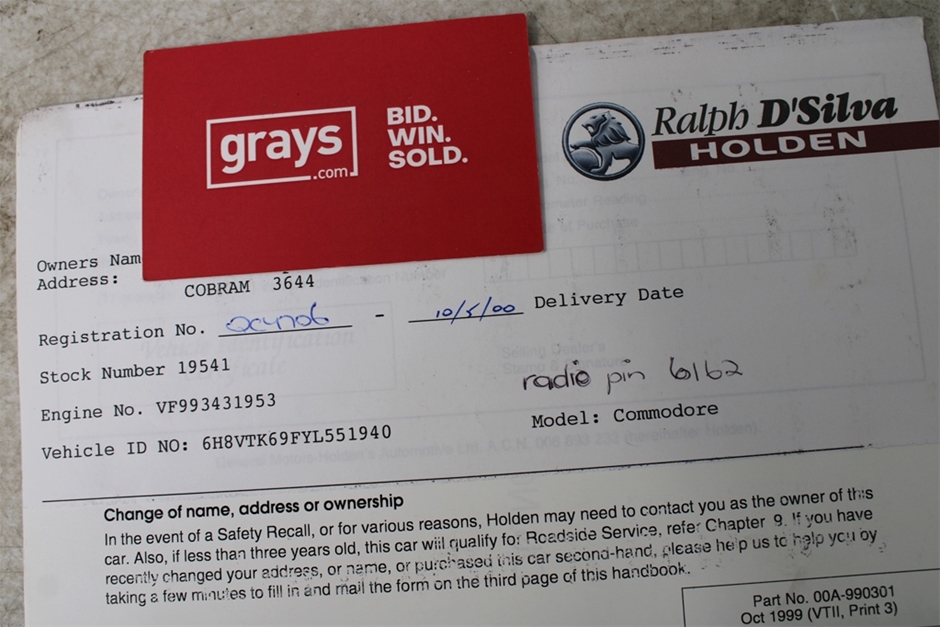 grays
.com
BID.
WIN.
SOLD.
Ralph D'Silva
HOLDEN
Owners Nam
Address:
COBRAM 3644
Registration No. - 10/5/00 Delivery Date
Stock Number 19541
radio pin 6162
Engine No. VF993431953
Model: Commodore
Vehicle ID NO: 6H8VTK69FYL551940
Change of name, address or ownership
In the event of a Safety Recall, or for various reasons, Holden may need to contact you as the owner of this
car. Also, if less than three years old, this car will qualify for Roadside Service, refer Chapter 9. If you have
recently changed your address, or name, or purchased this car second-hand, please help us to help you by
taking a few minutes to fill in and mail the form on the third page of this handbook.
Part No. 00A-990301
Oct 1999 (VTII, Print 3)